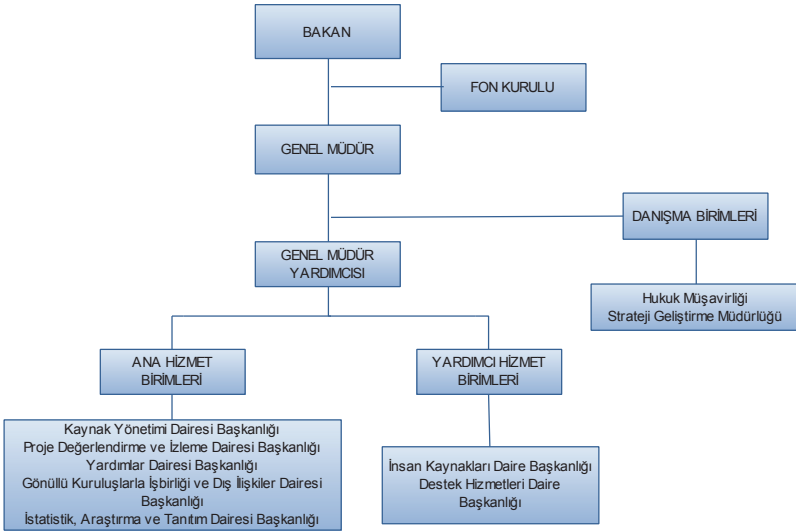 BAKAN
FON KURULU
GENEL MÜDÜR
DANIŞMA BİRİMLERİ
GENEL MÜDÜR
YARDIMCISI
Hukuk Müşavirliği
Strateji Geliştirme Müdürlüğü
ANA HİZMET
BİRİMLERİ
YARDIMCI HİZMET
BİRİMLERİ
Kaynak Yönetimi Dairesi Başkanlığı
Proje Değerlendirme ve İzleme Dairesi Başkanlığı
Yardımlar Dairesi Başkanlığı
Gönüllü Kuruluşlarla İşbirliği ve Dış İlişkiler Dairesi
Başkanlığı
İstatistik, Araştırma ve Tanıtım Dairesi Başkanlığı
İnsan Kaynakları Daire Başkanlığı
Destek Hizmetleri Daire
Başkanlığı